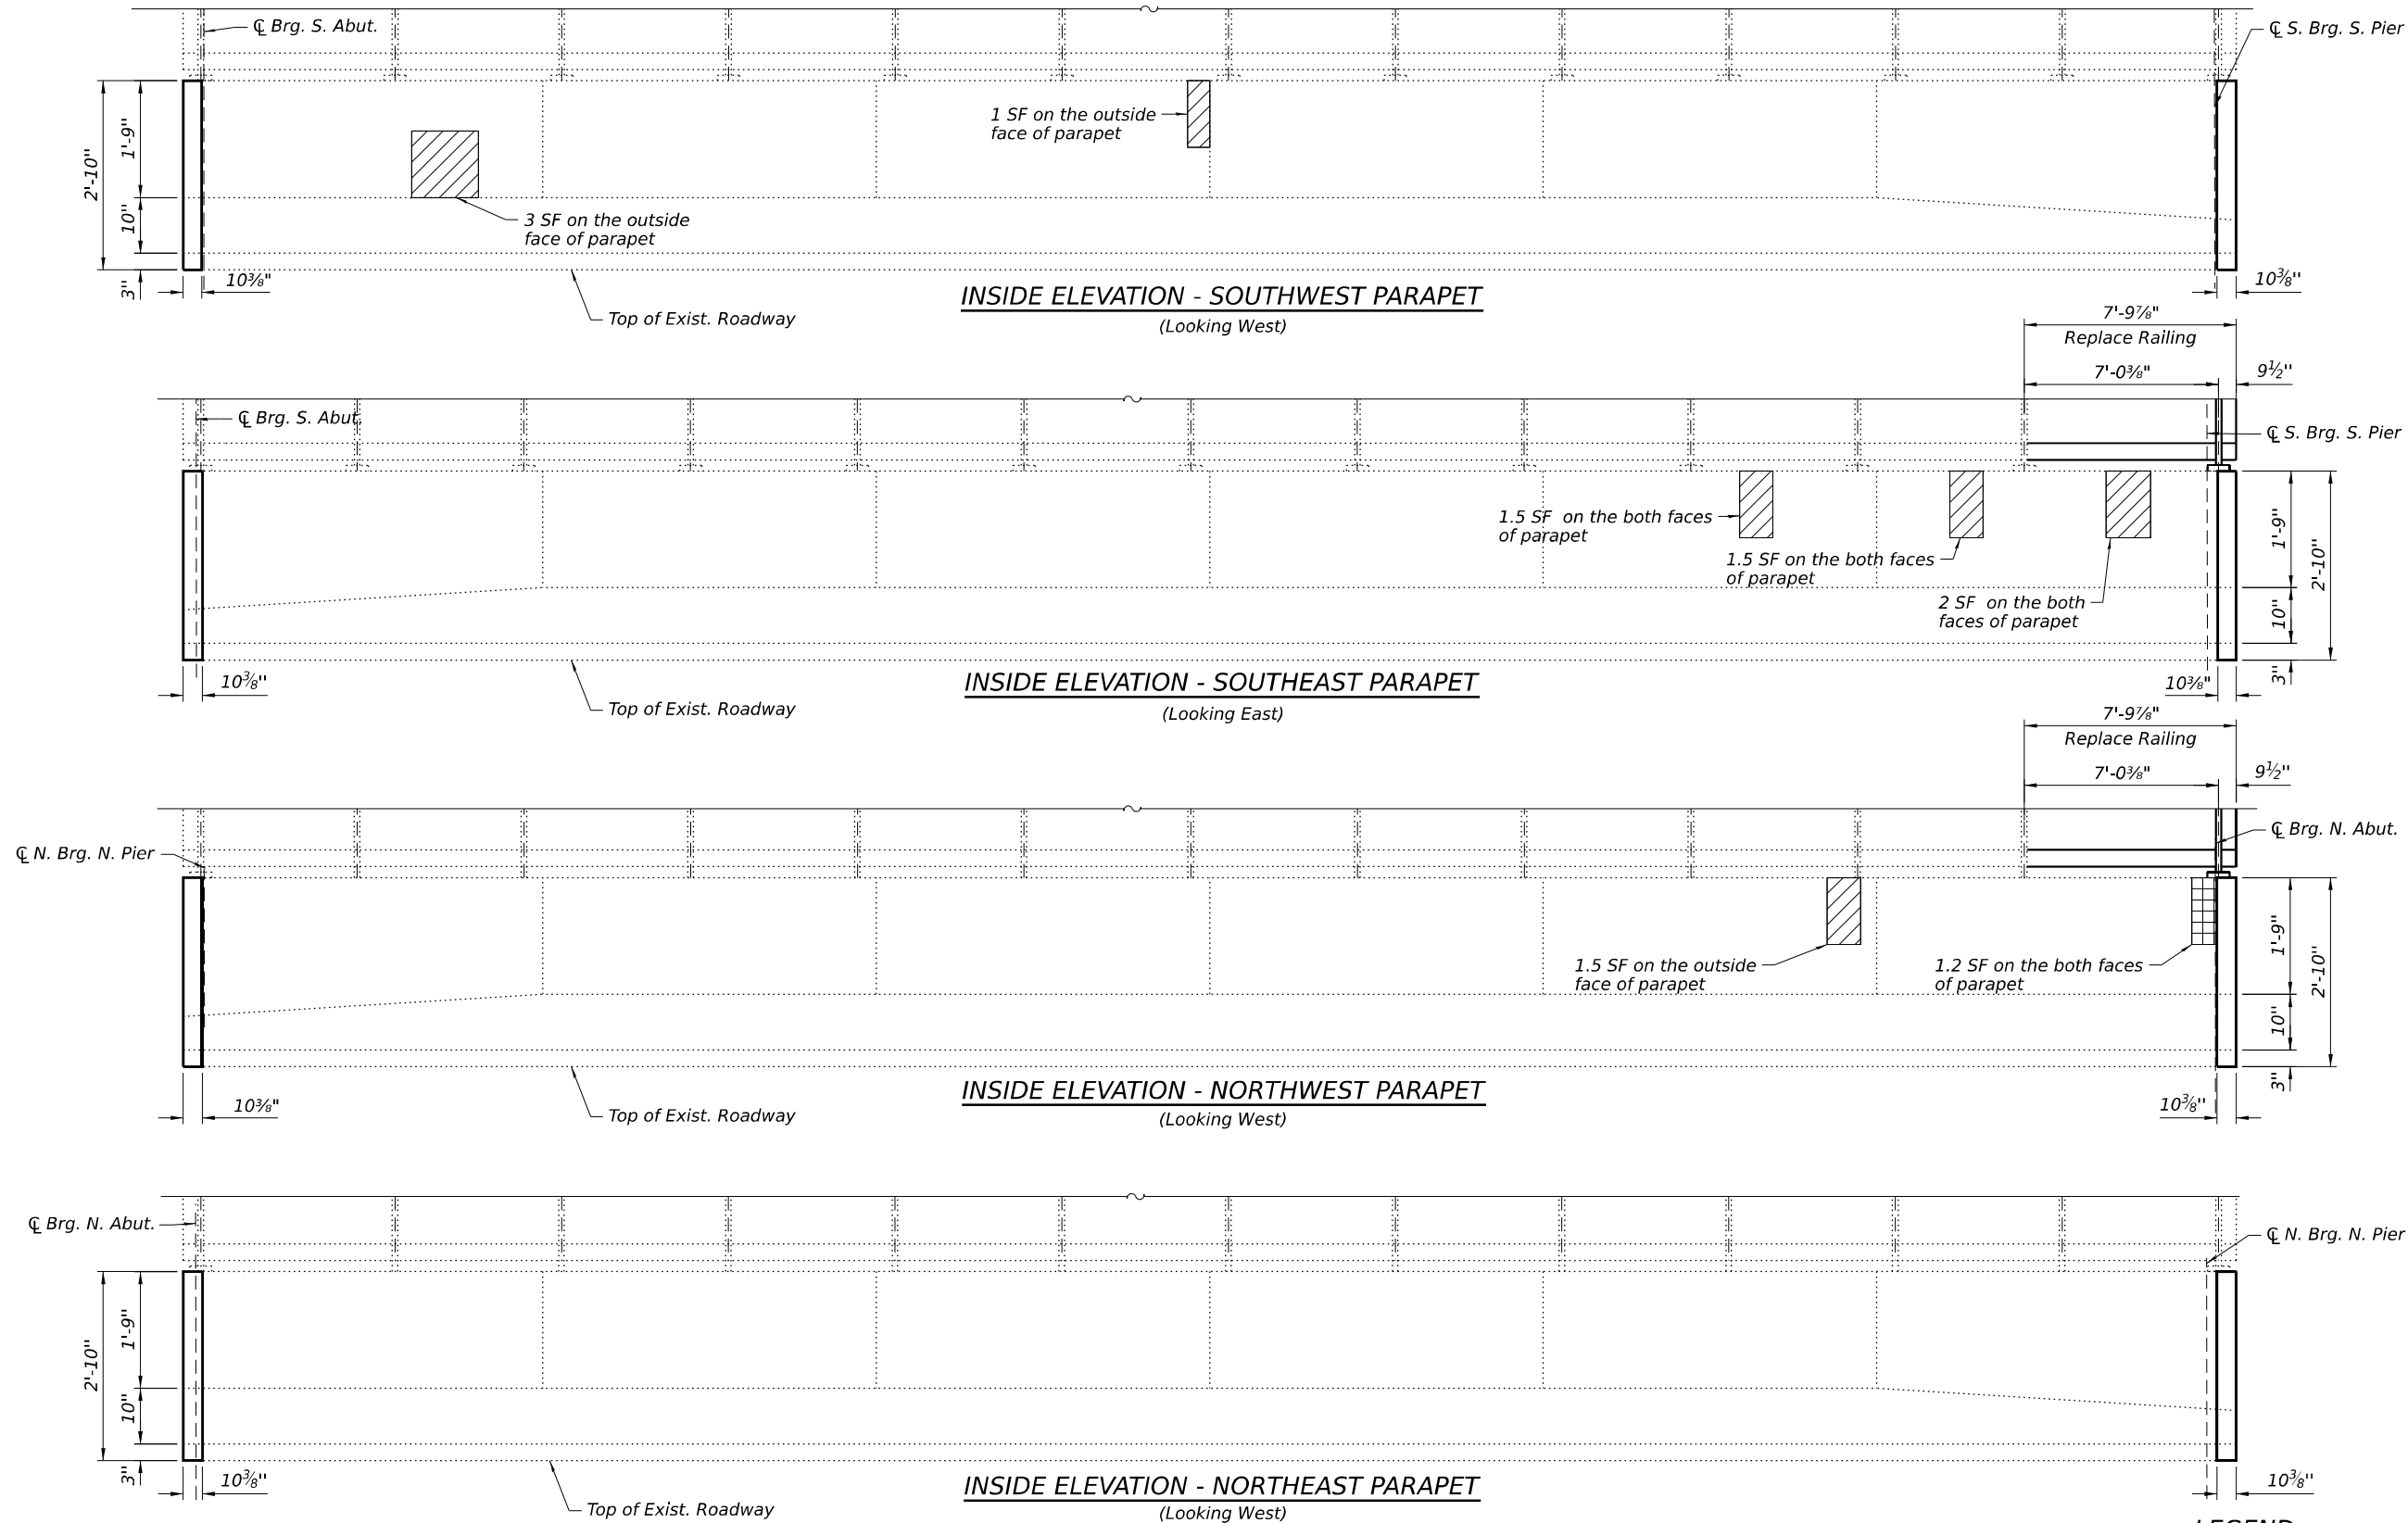 ℄ Brg. S. Abut.
℄ S. Brg. S. Pier
2'-10"
1'-9"
10"
3"
1 SF on the outside
face of parapet
3 SF on the outside
face of parapet
10⅜"
10⅜"
Top of Exist. Roadway
INSIDE ELEVATION - SOUTHWEST PARAPET
(Looking West)
7'-9⅞"
Replace Railing
7'-0⅜"
9½"
℄ Brg. S. Abut.
℄ S. Brg. S. Pier
1.5 SF on the both faces
of parapet
1.5 SF on the both faces
of parapet
2 SF on the both
faces of parapet
1'-9"
2'-10"
10"
3"
10⅜"
10⅜"
Top of Exist. Roadway
INSIDE ELEVATION - SOUTHEAST PARAPET
(Looking East)
7'-9⅞"
Replace Railing
7'-0⅜"
9½"
℄ N. Brg. N. Pier
℄ Brg. N. Abut.
1.5 SF on the outside
face of parapet
1.2 SF on the both faces
of parapet
1'-9"
2'-10"
10"
3"
10⅜"
10⅜"
Top of Exist. Roadway
INSIDE ELEVATION - NORTHWEST PARAPET
(Looking West)
℄ Brg. N. Abut.
℄ N. Brg. N. Pier
2'-10"
1'-9"
10"
3"
10⅜"
10⅜"
Top of Exist. Roadway
INSIDE ELEVATION - NORTHEAST PARAPET
(Looking West)
LEGEND